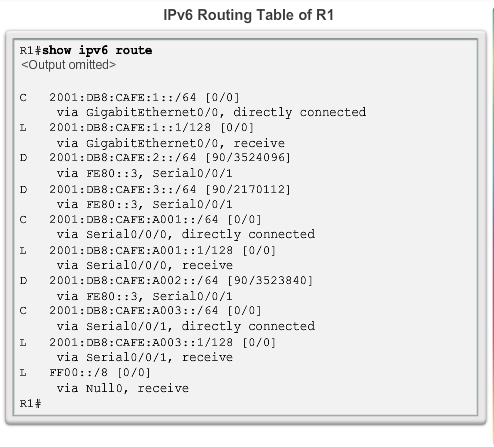 IPv6 Routing Table of R1
R1#show ipv6 route
<Output omitted>
C 2001:DB8:CAFE:1::/64 [0/0]
via GigabitEthernet0/0, directly connected
L 2001:DB8:CAFE:1::1/128 [0/0]
via GigabitEthernet0/0, receive
D 2001:DB8:CAFE:2::/64 [90/3524096]
via FE80::3, Serial0/0/1
D 2001:DB8:CAFE:3::/64 [90/2170112]
via FE80::3, Serial0/0/1
C 2001:DB8:CAFE:A001::/64 [0/0]
via Serial0/0/0, directly connected
L 2001:DB8:CAFE:A001::1/128 [0/0]
via Serial0/0/0, receive
D 2001:DB8:CAFE:A002::/64 [90/3523840]
via FE80::3, Serial0/0/1
C 2001:DB8:CAFE:A003::/64 [0/0]
via Serial0/0/1, directly connected
L 2001:DB8:CAFE:A003::1/128 [0/0]
via Serial0/0/1, receive
L FF00::/8 [0/0]
via Null0, receive
R1#